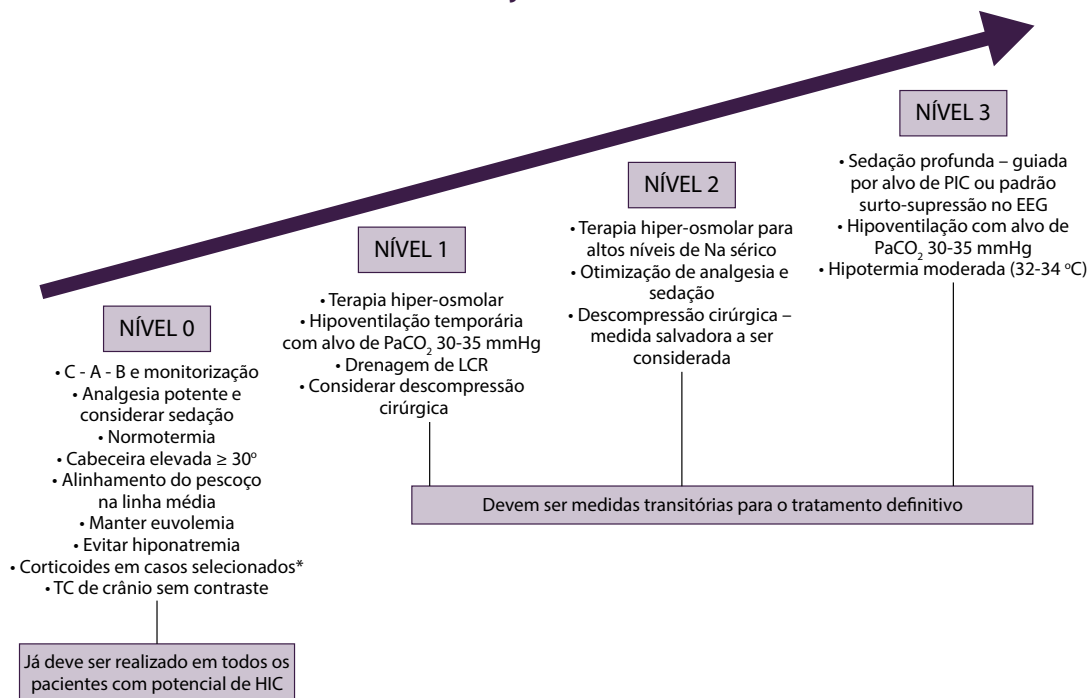 NÍVEL 0
• C - A - B e monitorização
• Analgesia potente e
considerar sedação
• Normotermia
• Cabeceira elevada ≥ 30º
• Alinhamento do pescoço
na linha média
• Manter euvolemia
• Evitar hiponatremia
• Corticoides em casos selecionados*
• TC de crânio sem contraste
Já deve ser realizado em todos os
pacientes com potencial de HIC
NÍVEL 1
• Terapia hiper-osmolar
• Hipoventilação temporária
com alvo de PaCO₂ 30-35 mmHg
• Drenagem de LCR
• Considerar descompressão
cirúrgica
NÍVEL 2
• Terapia hiper-osmolar para
altos níveis de Na sérico
• Otimização de analgesia e
sedação
• Descompressão cirúrgica –
medida salvadora a ser
considerada
NÍVEL 3
• Sedação profunda – guiada
por alvo de PIC ou padrão
surto-supressão no EEG
• Hipoventilação com alvo de
PaCO₂ 30-35 mmHg
• Hipotermia moderada (32-34 ºC)
Devem ser medidas transitórias para o tratamento definitivo